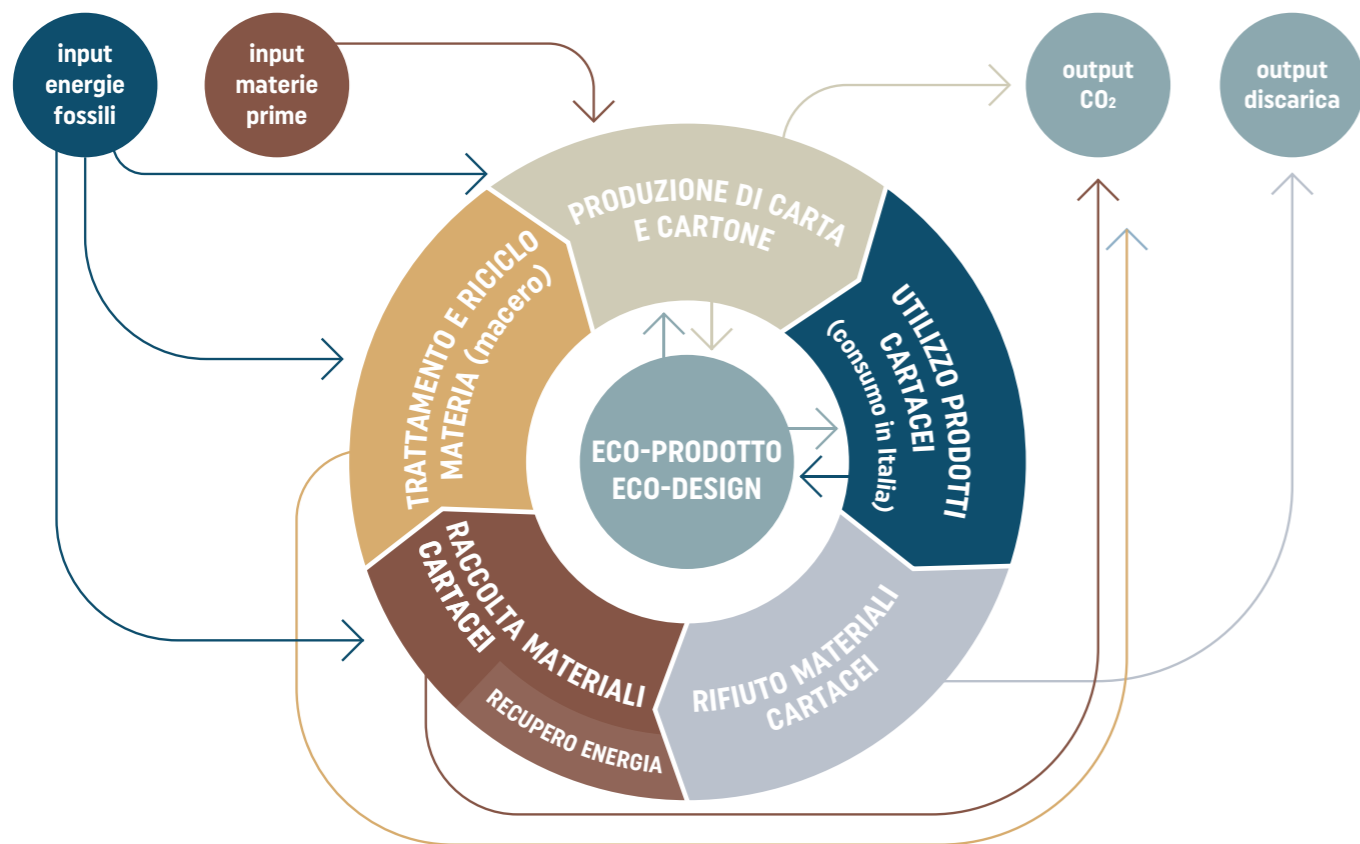 input
energie
fossili
input
materie
prime
output
CO₂
output
discarica
PRODUZIONE DI CARTA
E CARTONE
UTILIZZO PRODOTTI
CARTACEI
(consumo in Italia)
RIFIUTO MATERIALI
CARTACEI
RACCOLTA MATERIALI
CARTACEI
RECUPERO ENERGIA
TRATTAMENTO E RICICLO
MATERIA (macero)
ECO-PRODOTTO
ECO-DESIGN